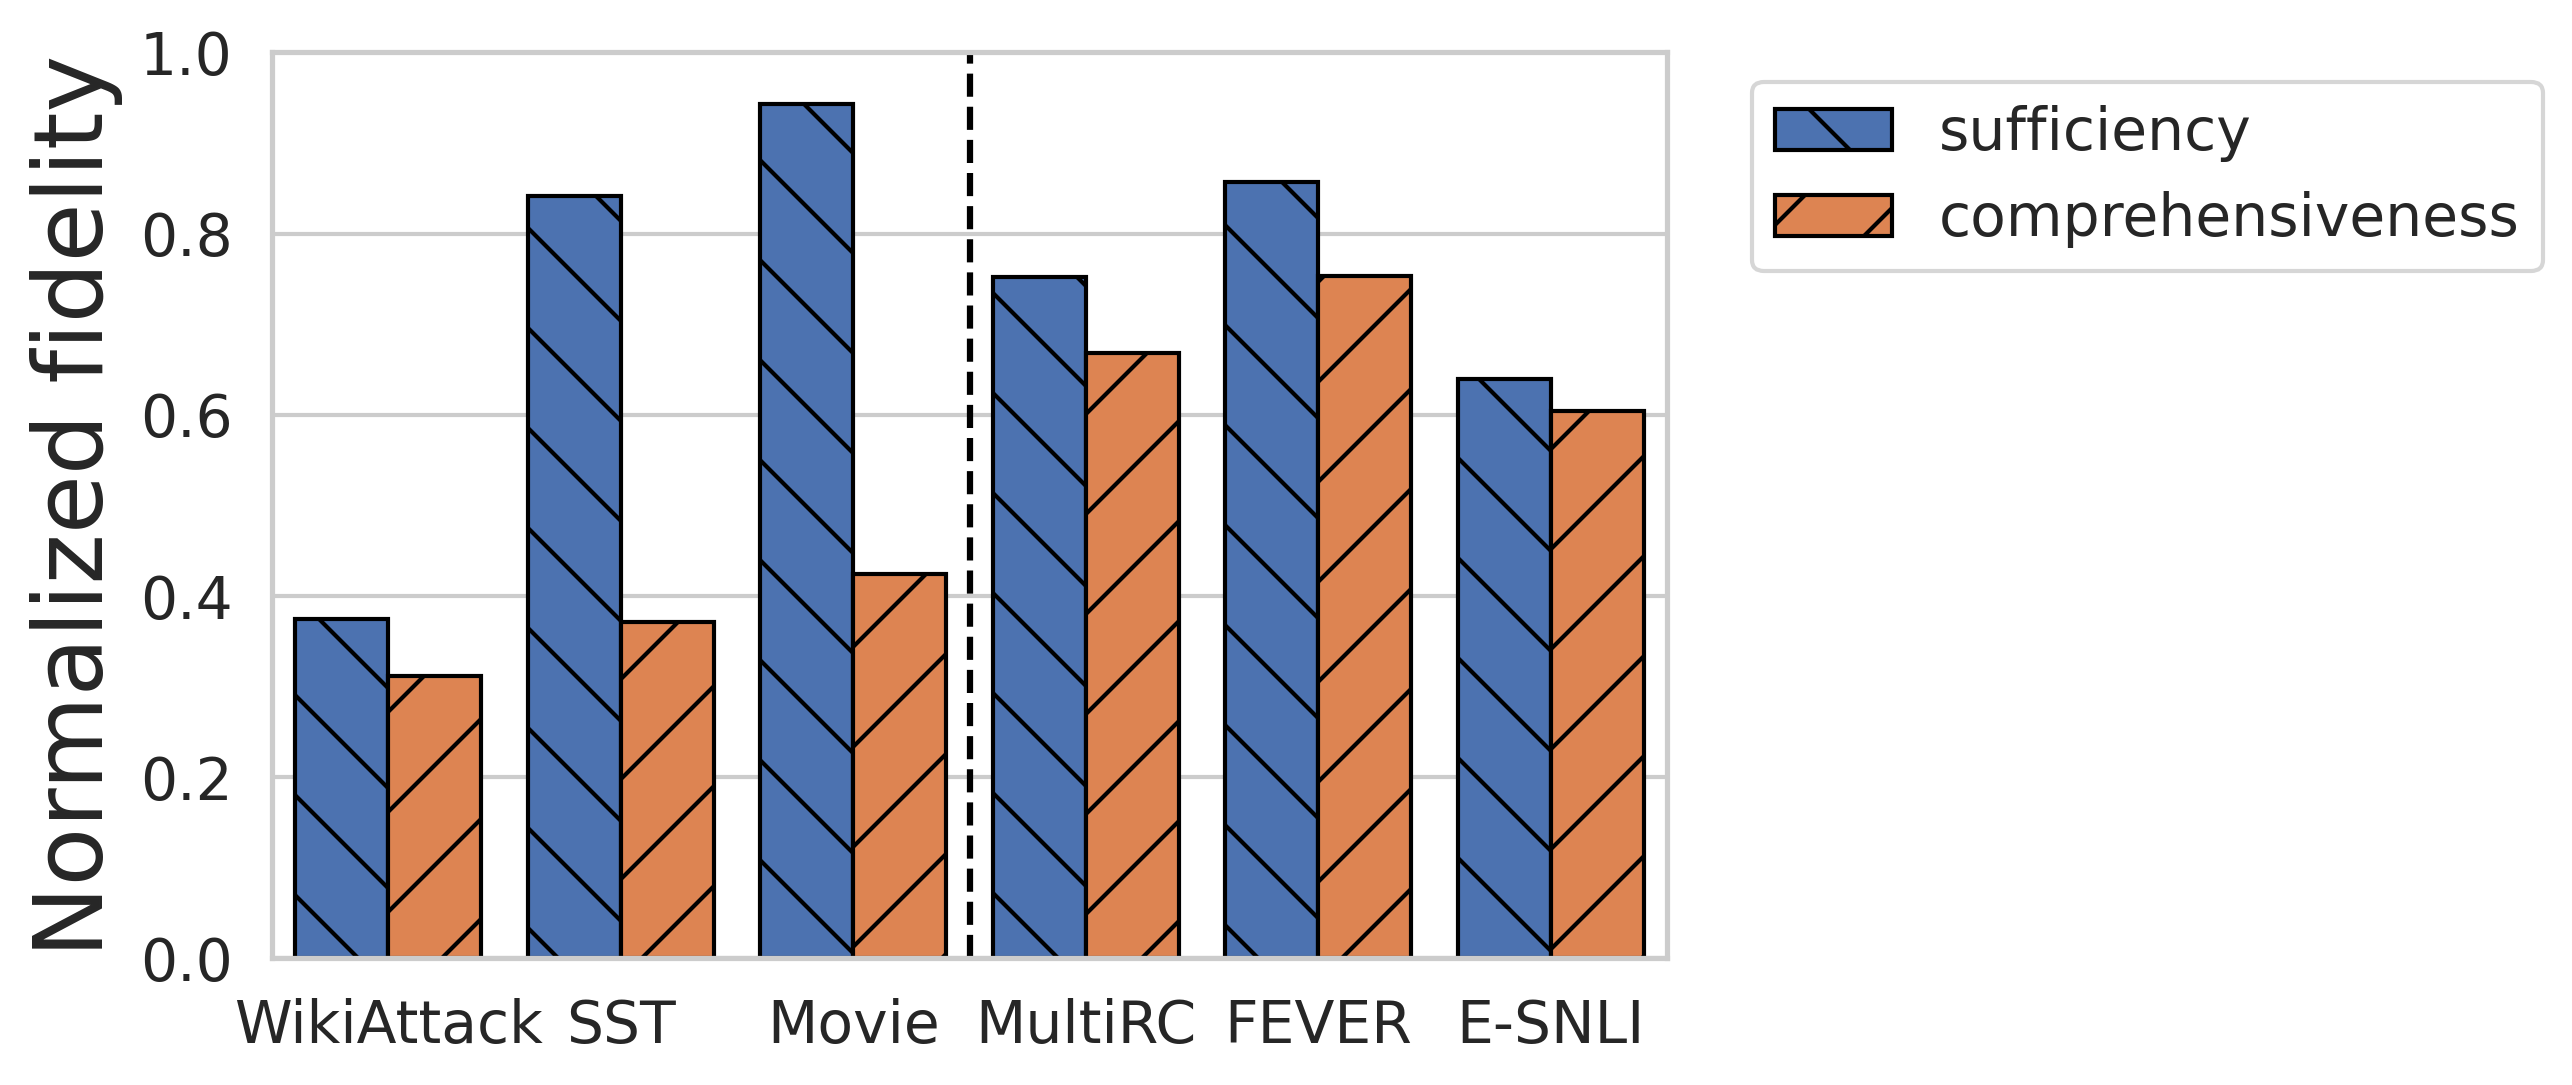 Normalized fidelity
1.0
0.8
0.6
0.4
0.2
0.0
WikiAttack SST Movie MultiRC FEVER E-SNLI
sufficiency
comprehensiveness